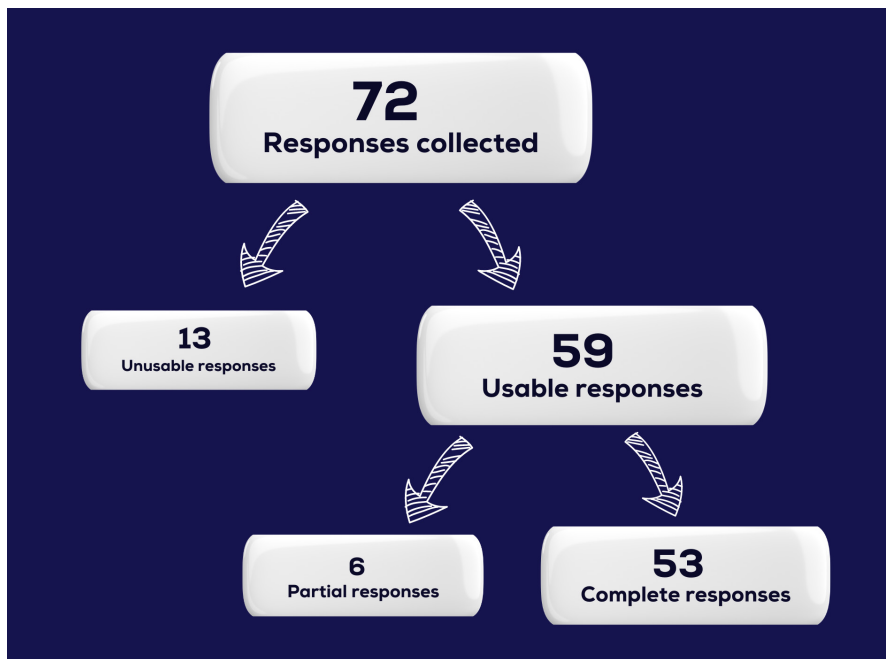 72
Responses collected
13
Unusable responses
59
Usable responses
6
Partial responses
53
Complete responses